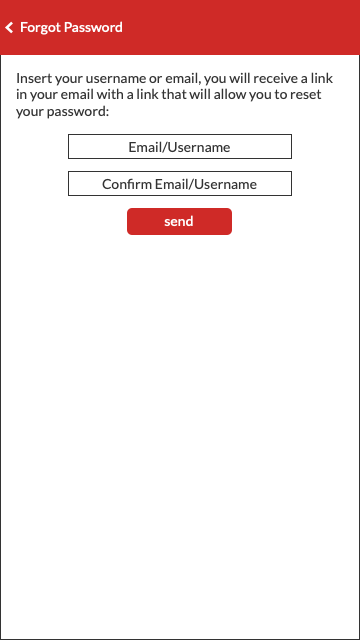 Forgot Password
Insert your username or email, you will receive a link
in your email with a link that will allow you to reset
your password:
Email/Username
Confirm Email/Username
send